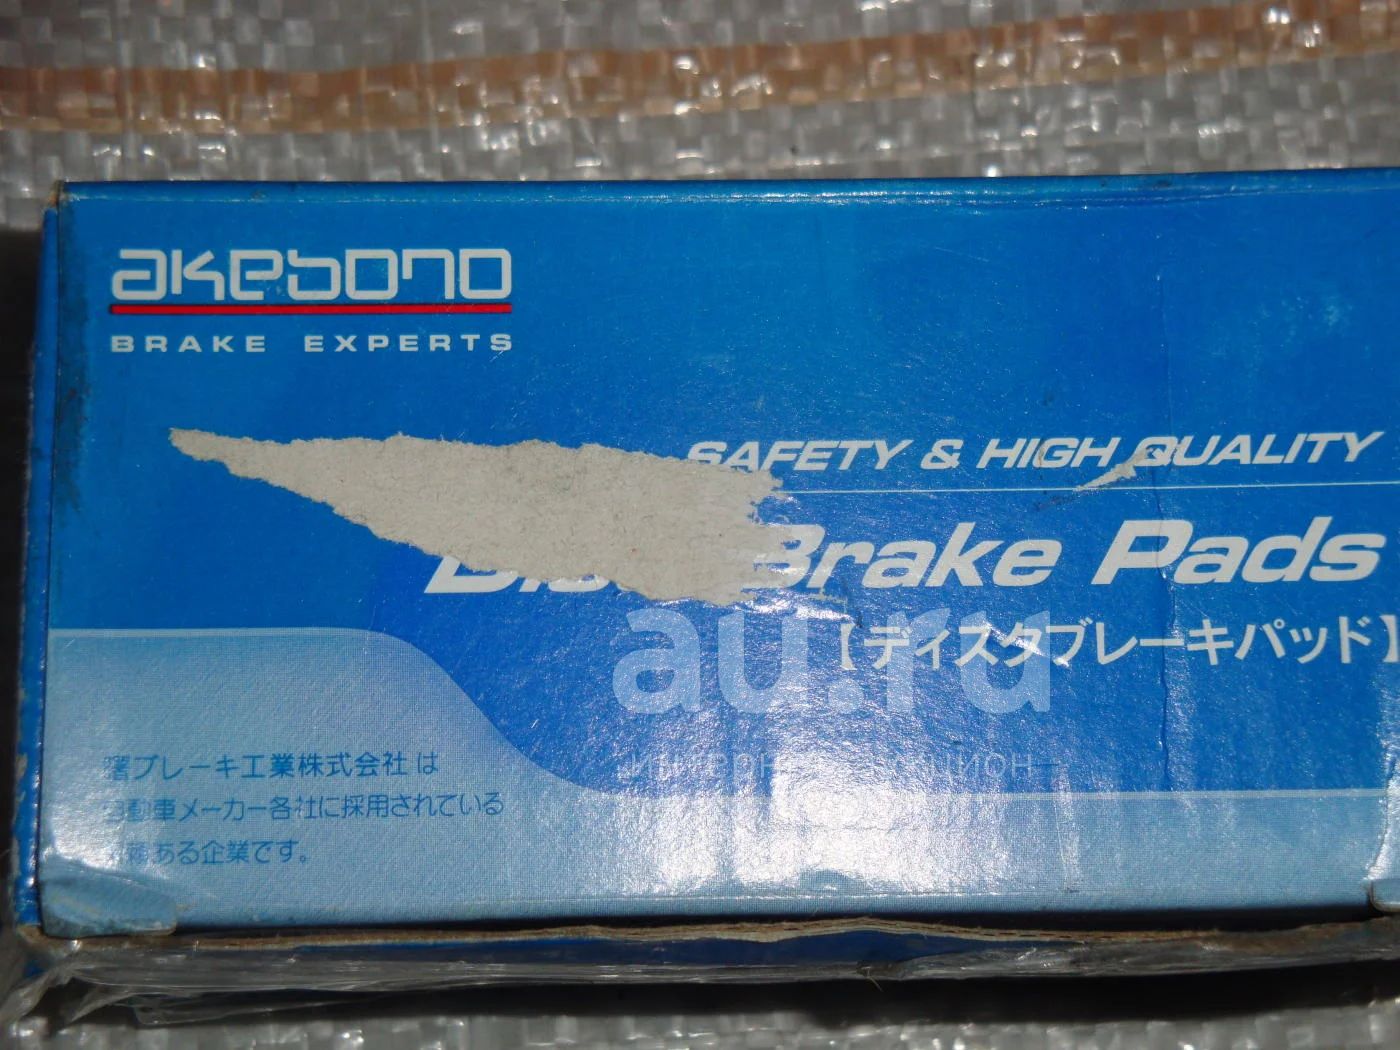 akebono
BRAKE EXPERTS
SAFETY & HIGH QUALITY
Brake Pads
【ディスクブレーキパッド】
au.ru
曙ブレーキ工業株式会社は
自動車メーカー各社に採用されている
ある企業です。